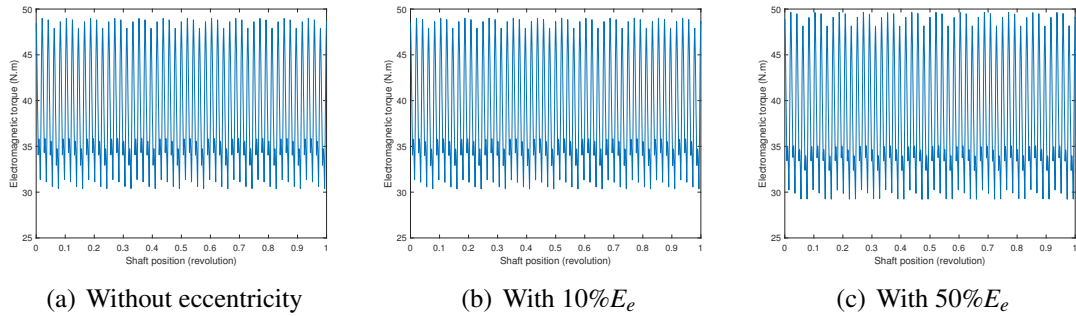 50
45
40
35
30
25
Electromagnetic torque (N.m)
0 0.1 0.2 0.3 0.4 0.5 0.6 0.7 0.8 0.9 1
Shaft position (revolution)
(a) Without eccentricity
50
45
40
35
30
25
Electromagnetic torque (N.m)
0 0.1 0.2 0.3 0.4 0.5 0.6 0.7 0.8 0.9 1
Shaft position (revolution)
(b) With 10%Ee
50
45
40
35
30
25
Electromagnetic torque (N.m)
0 0.1 0.2 0.3 0.4 0.5 0.6 0.7 0.8 0.9 1
Shaft position (revolution)
(c) With 50%Ee